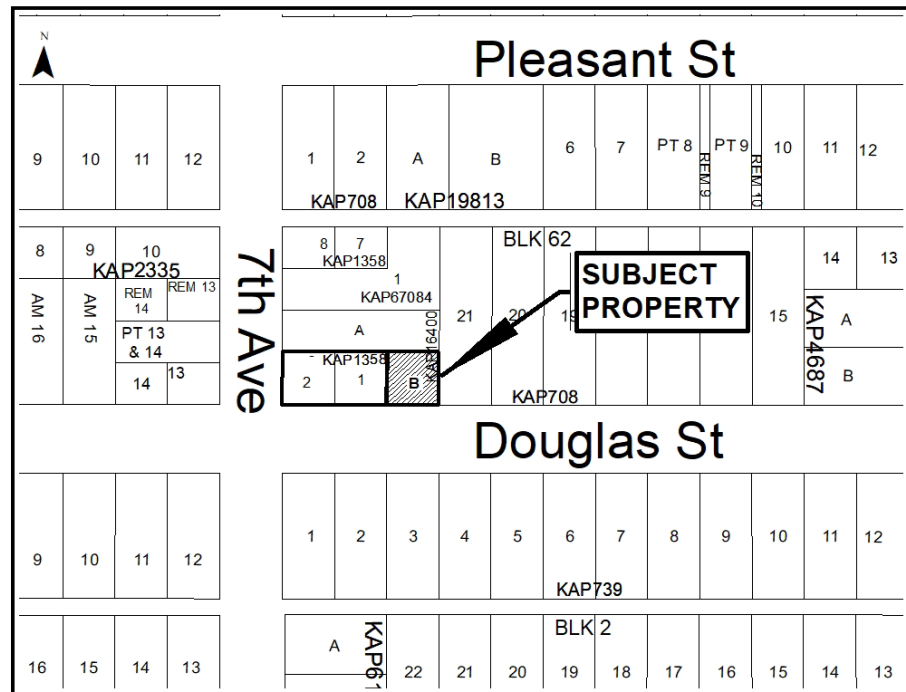 N
Pleasant St
9 10 11 12 1 2 A B 6 7 PT 8 REM 9 PT 9 REM 10 10 11 12
KAP708 KAP19813
8 9 10
KAP2335
AM 16 AM 15 REM 14 REM 13
PT 13 & 14
14 13
7th Ave
8 7
KAP1358
1
KAP67084
A
KAP1358
2 1 B
KAP16400
BLK 62
21 20 19
SUBJECT
PROPERTY
15
14 13
A
B
KAP4687
KAP708
Douglas St
9 10 11 12 1 2 3 4 5 6 7 8 9 10 11 12
KAP739
BLK 2
A
16 15 14 13 KAP61 22 21 20 19 18 17 16 15 14 13